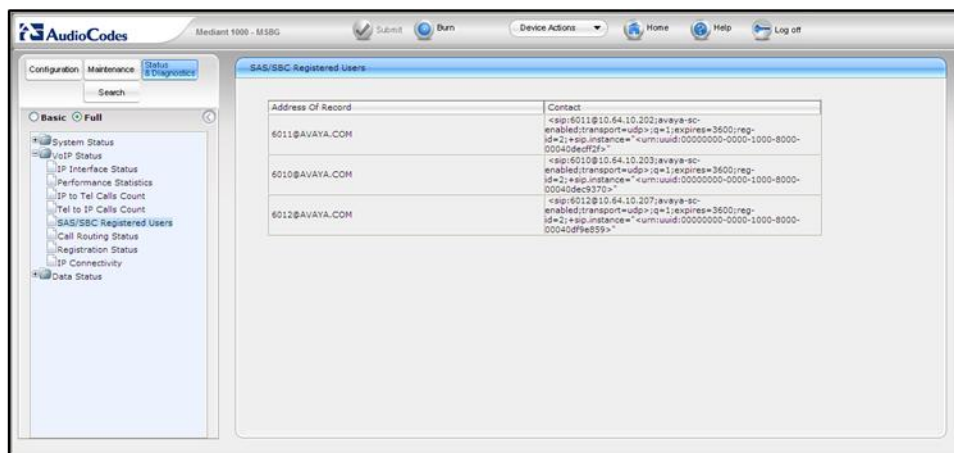 AudioCodes
Mediant 1000 - MSBG
Submit
Burn
Device Actions
Home
Help
Log off
Configuration
Maintenance
Status
& Diagnostics
Search
Basic
Full
System Status
VoIP Status
IP Interface Status
Performance Statistics
IP to Tel Calls Count
Tel to IP Calls Count
SAS/SBC Registered Users
Call Routing Status
Registration Status
IP Connectivity
Data Status
SAS/SBC Registered Users
Address Of Record
Contact
6011@AVAYA.COM
<sip:6011@10.64.10.202;avaya-sc-
enabled;transport=udp>;q=1;expires=3600;reg-
id=2;+sip.instance="<urn:uuid:00000000-0000-1000-8000-
00040decff2f>"
6010@AVAYA.COM
<sip:6010@10.64.10.203;avaya-sc-
enabled;transport=udp>;q=1;expires=3600;reg-
id=2;+sip.instance="<urn:uuid:00000000-0000-1000-8000-
00040dec9370>"
6012@AVAYA.COM
<sip:6012@10.64.10.207;avaya-sc-
enabled;transport=udp>;q=1;expires=3600;reg-
id=2;+sip.instance="<urn:uuid:00000000-0000-1000-8000-
00040df9e859>"